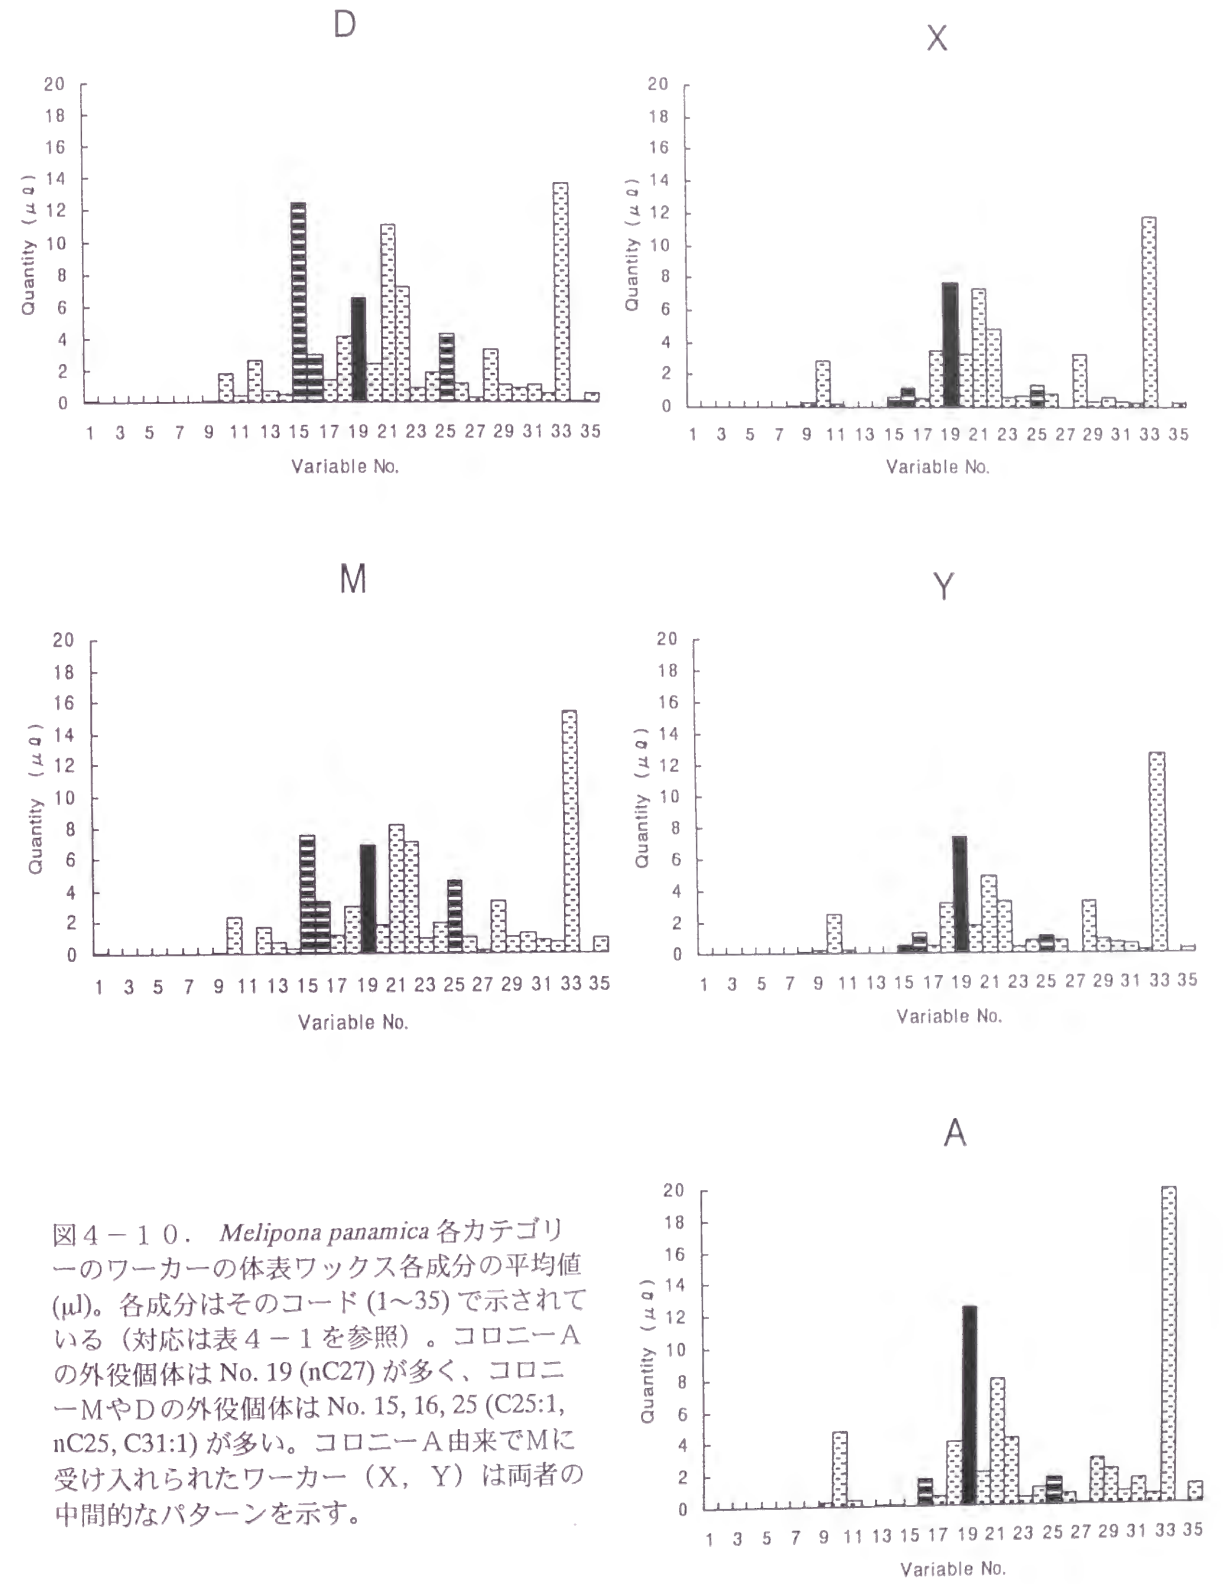 D
20
18
16
14
12
10
8
6
4
2
0
Quantity (μℓ)
1 3 5 7 9 11 13 15 17 19 21 23 25 27 29 31 33 35
Variable No.
X
20
18
16
14
12
10
8
6
4
2
0
Quantity (μℓ)
1 3 5 7 9 11 13 15 17 19 21 23 25 27 29 31 33 35
Variable No.
M
20
18
16
14
12
10
8
6
4
2
0
Quantity (μℓ)
1 3 5 7 9 11 13 15 17 19 21 23 25 27 29 31 33 35
Variable No.
Y
20
18
16
14
12
10
8
6
4
2
0
Quantity (μℓ)
1 3 5 7 9 11 13 15 17 19 21 23 25 27 29 31 33 35
Variable No.
A
20
18
16
14
12
10
8
6
4
2
0
Quantity (μℓ)
1 3 5 7 9 11 13 15 17 19 21 23 25 27 29 31 33 35
Variable No.
図4－10. Melipona panamica 各カテゴリ
ーのワーカーの体表ワックス各成分の平均値
(μl)。各成分はそのコード (1～35) で示されて
いる（対応は表4－1を参照）。コロニーA
の外役個体は No. 19 (nC27) が多く、コロニ
ーMやDの外役個体は No. 15, 16, 25 (C25:1,
nC25, C31:1) が多い。コロニーA由来でMに
受け入れられたワーカー（X，Y）は両者の
中間的なパターンを示す。